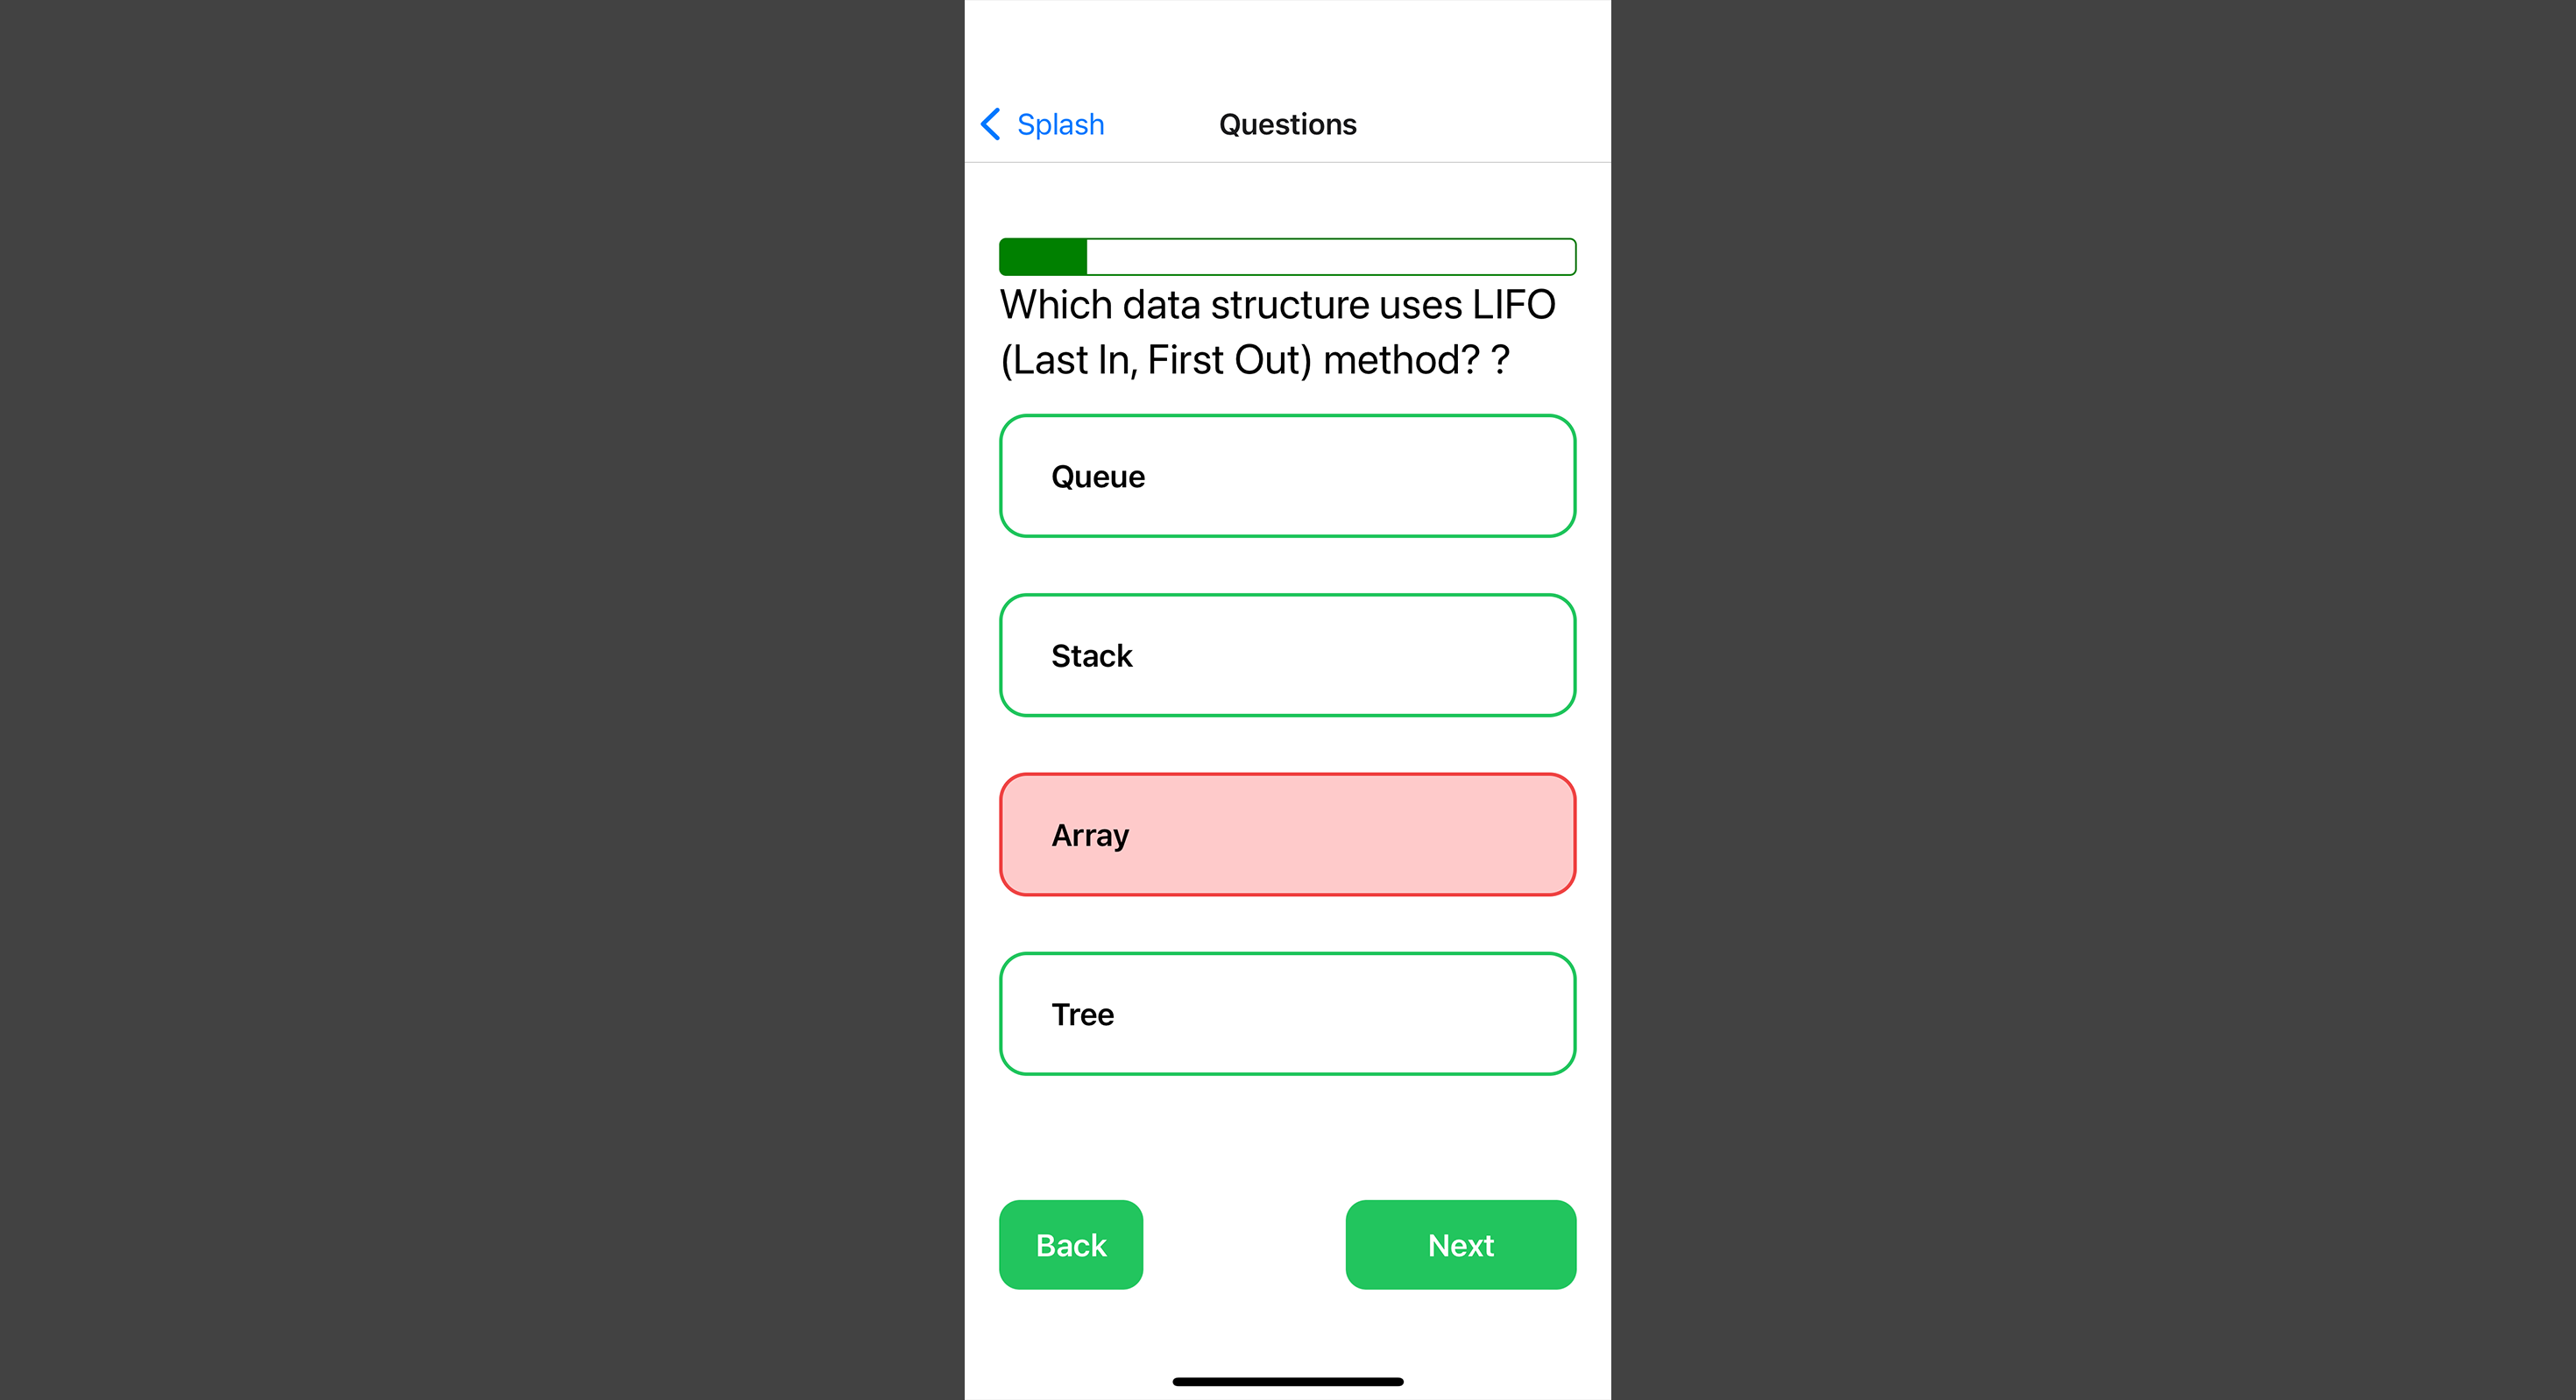 Splash
Questions
Which data structure uses LIFO
(Last In, First Out) method? ?
Queue
Stack
Array
Tree
Back
Next